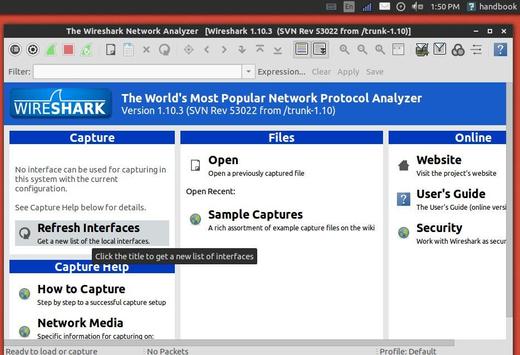 En 1:50 PM handbook
The Wireshark Network Analyzer [Wireshark 1.10.3 (SVN Rev 53022 from /trunk-1.10)]
Filter: Expression... Clear Apply Save
WIRESHARK
The World's Most Popular Network Protocol Analyzer
Version 1.10.3 (SVN Rev 53022 from /trunk-1.10)
Capture
No interface can be used for capturing in
this system with the current
configuration.
See Capture Help below for details.
Refresh Interfaces
Get a new list of the local interfaces.
Click the title to get a new list of interfaces
Capture Help
How to Capture
Step by step to a successful capture setup
Network Media
Specific information for capturing on:
Files
Open
Open a previously captured file
Open Recent:
Sample Captures
A rich assortment of example capture files on the wiki
Online
Website
Visit the project's website
User's Guide
The User's Guide (online versi
Security
Work with Wireshark as secur
Ready to load or capture No Packets Profile: Default